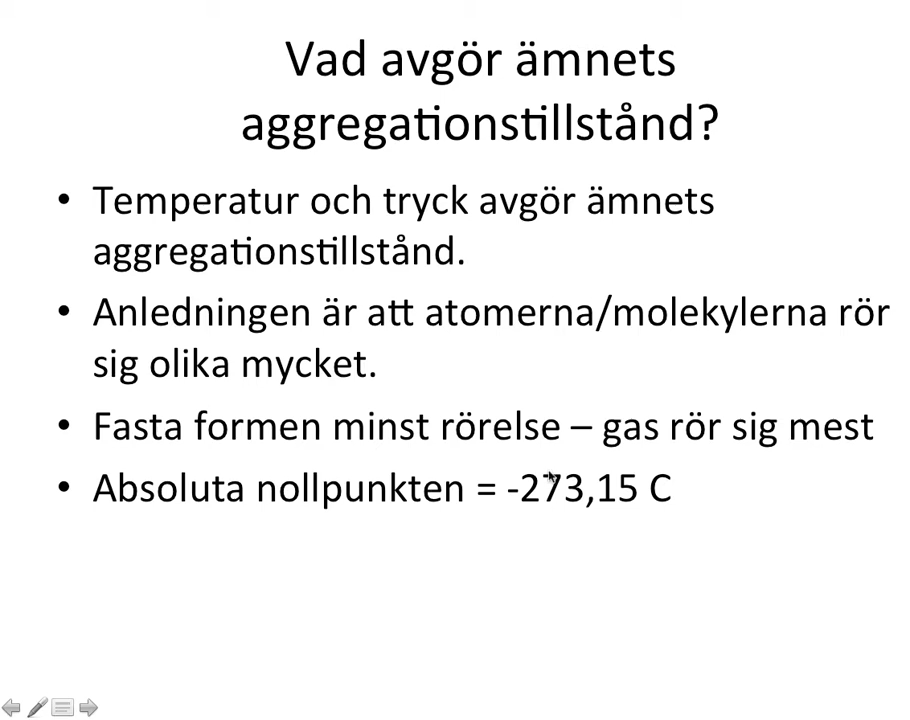 Vad avgör ämnets
aggregationstillstånd?
• Temperatur och tryck avgör ämnets
aggregationstillstånd.
• Anledningen är att atomerna/molekylerna rör
sig olika mycket.
• Fasta formen minst rörelse – gas rör sig mest
• Absoluta nollpunkten = -273,15 C